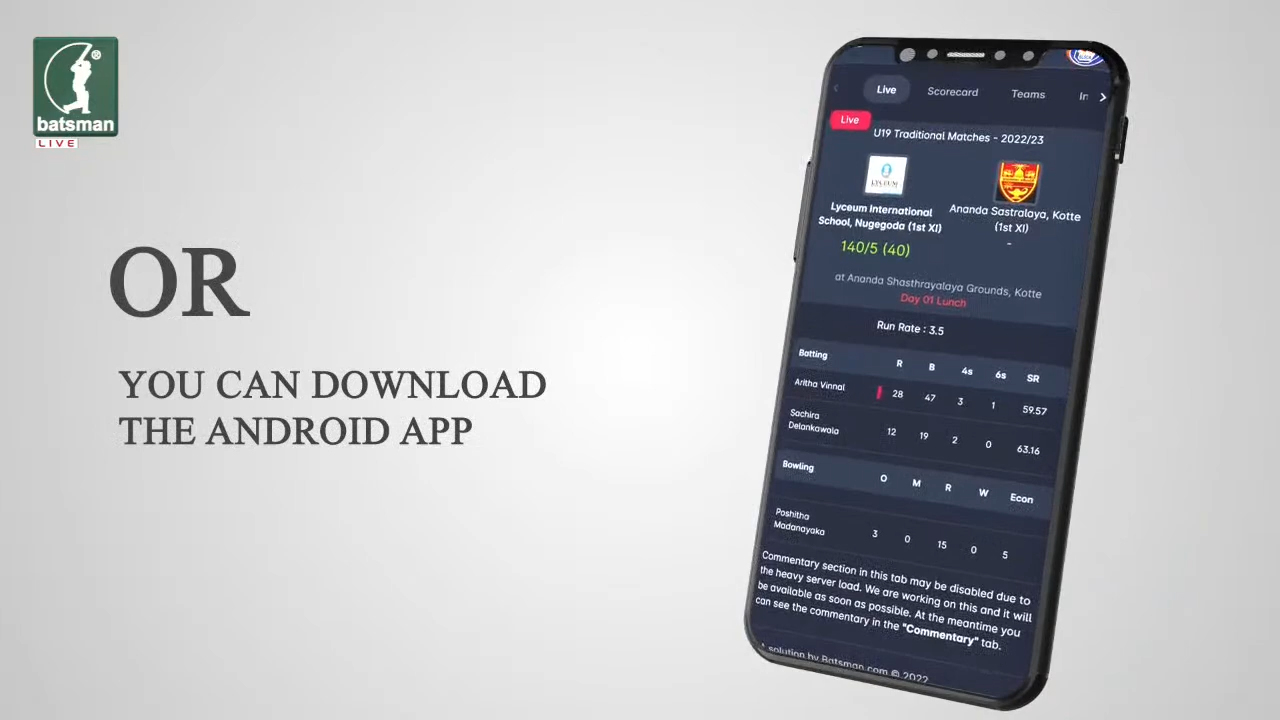 batsman
LIVE
OR
YOU CAN DOWNLOAD
THE ANDROID APP
Live Scorecard Teams In
Live
U19 Traditional Matches - 2022/23
LYCEUM
Lyceum International
School, Nugegoda (1st XI)
140/5 (40)
Ananda Sastralaya, Kotte
(1st XI)
-
at Ananda Shasthrayalaya Grounds, Kotte
Day 01 Lunch
Run Rate : 3.5
Batting R B 4s 6s SR
Aritha Vinnal 28 47 3 1 59.57
Sachira
Delankawala 12 19 2 0 63.16
Bowling O M R W Econ
Poshitha
Madanayaka 3 0 15 0 5
Commentary section in this tab may be disabled due to
the heavy server load. We are working on this and it will
be available as soon as possible. At the meantime you
can see the commentary in the "Commentary" tab.
solution by Batsman.com © 2022